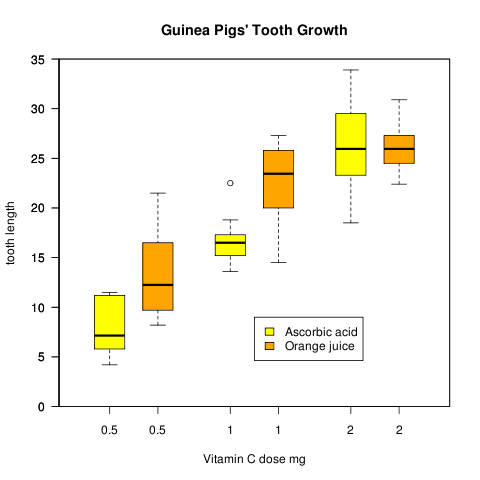 Guinea Pigs' Tooth Growth
35
30
25
20
15
10
5
0
tooth length
Ascorbic acid
Orange juice
0.5 0.5 1 1 2 2
Vitamin C dose mg